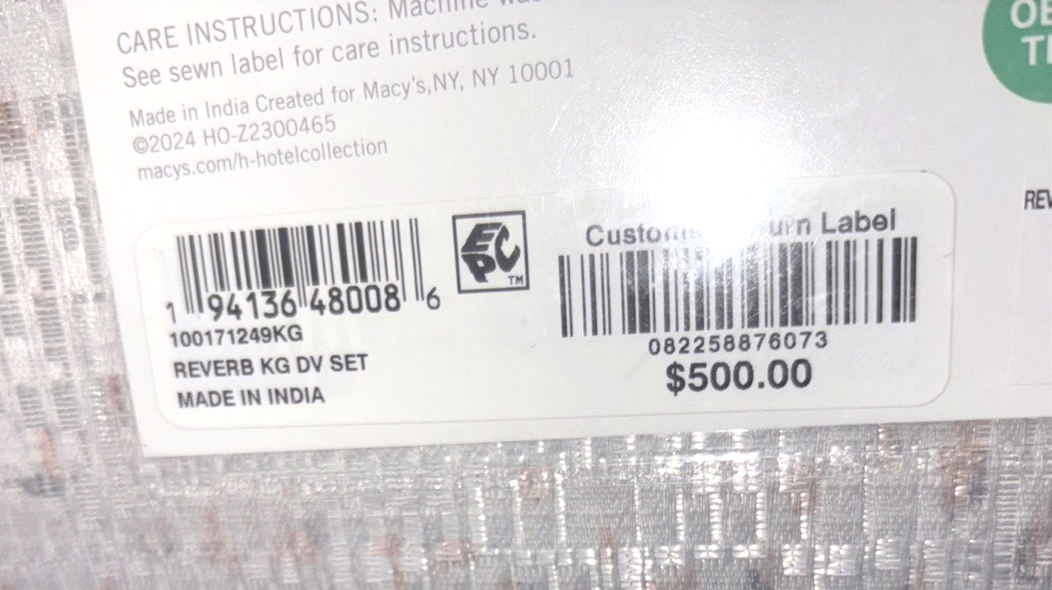 CARE INSTRUCTIONS: Machine
See sewn label for care instructions.
Made in India Created for Macy's,NY, NY 10001
©2024 HO-Z2300465
macys.com/h-hotelcollection
1 94136 48008 6
100171249KG
REVERB KG DV SET
MADE IN INDIA
EPC TM
Label
082258876073
$500.00